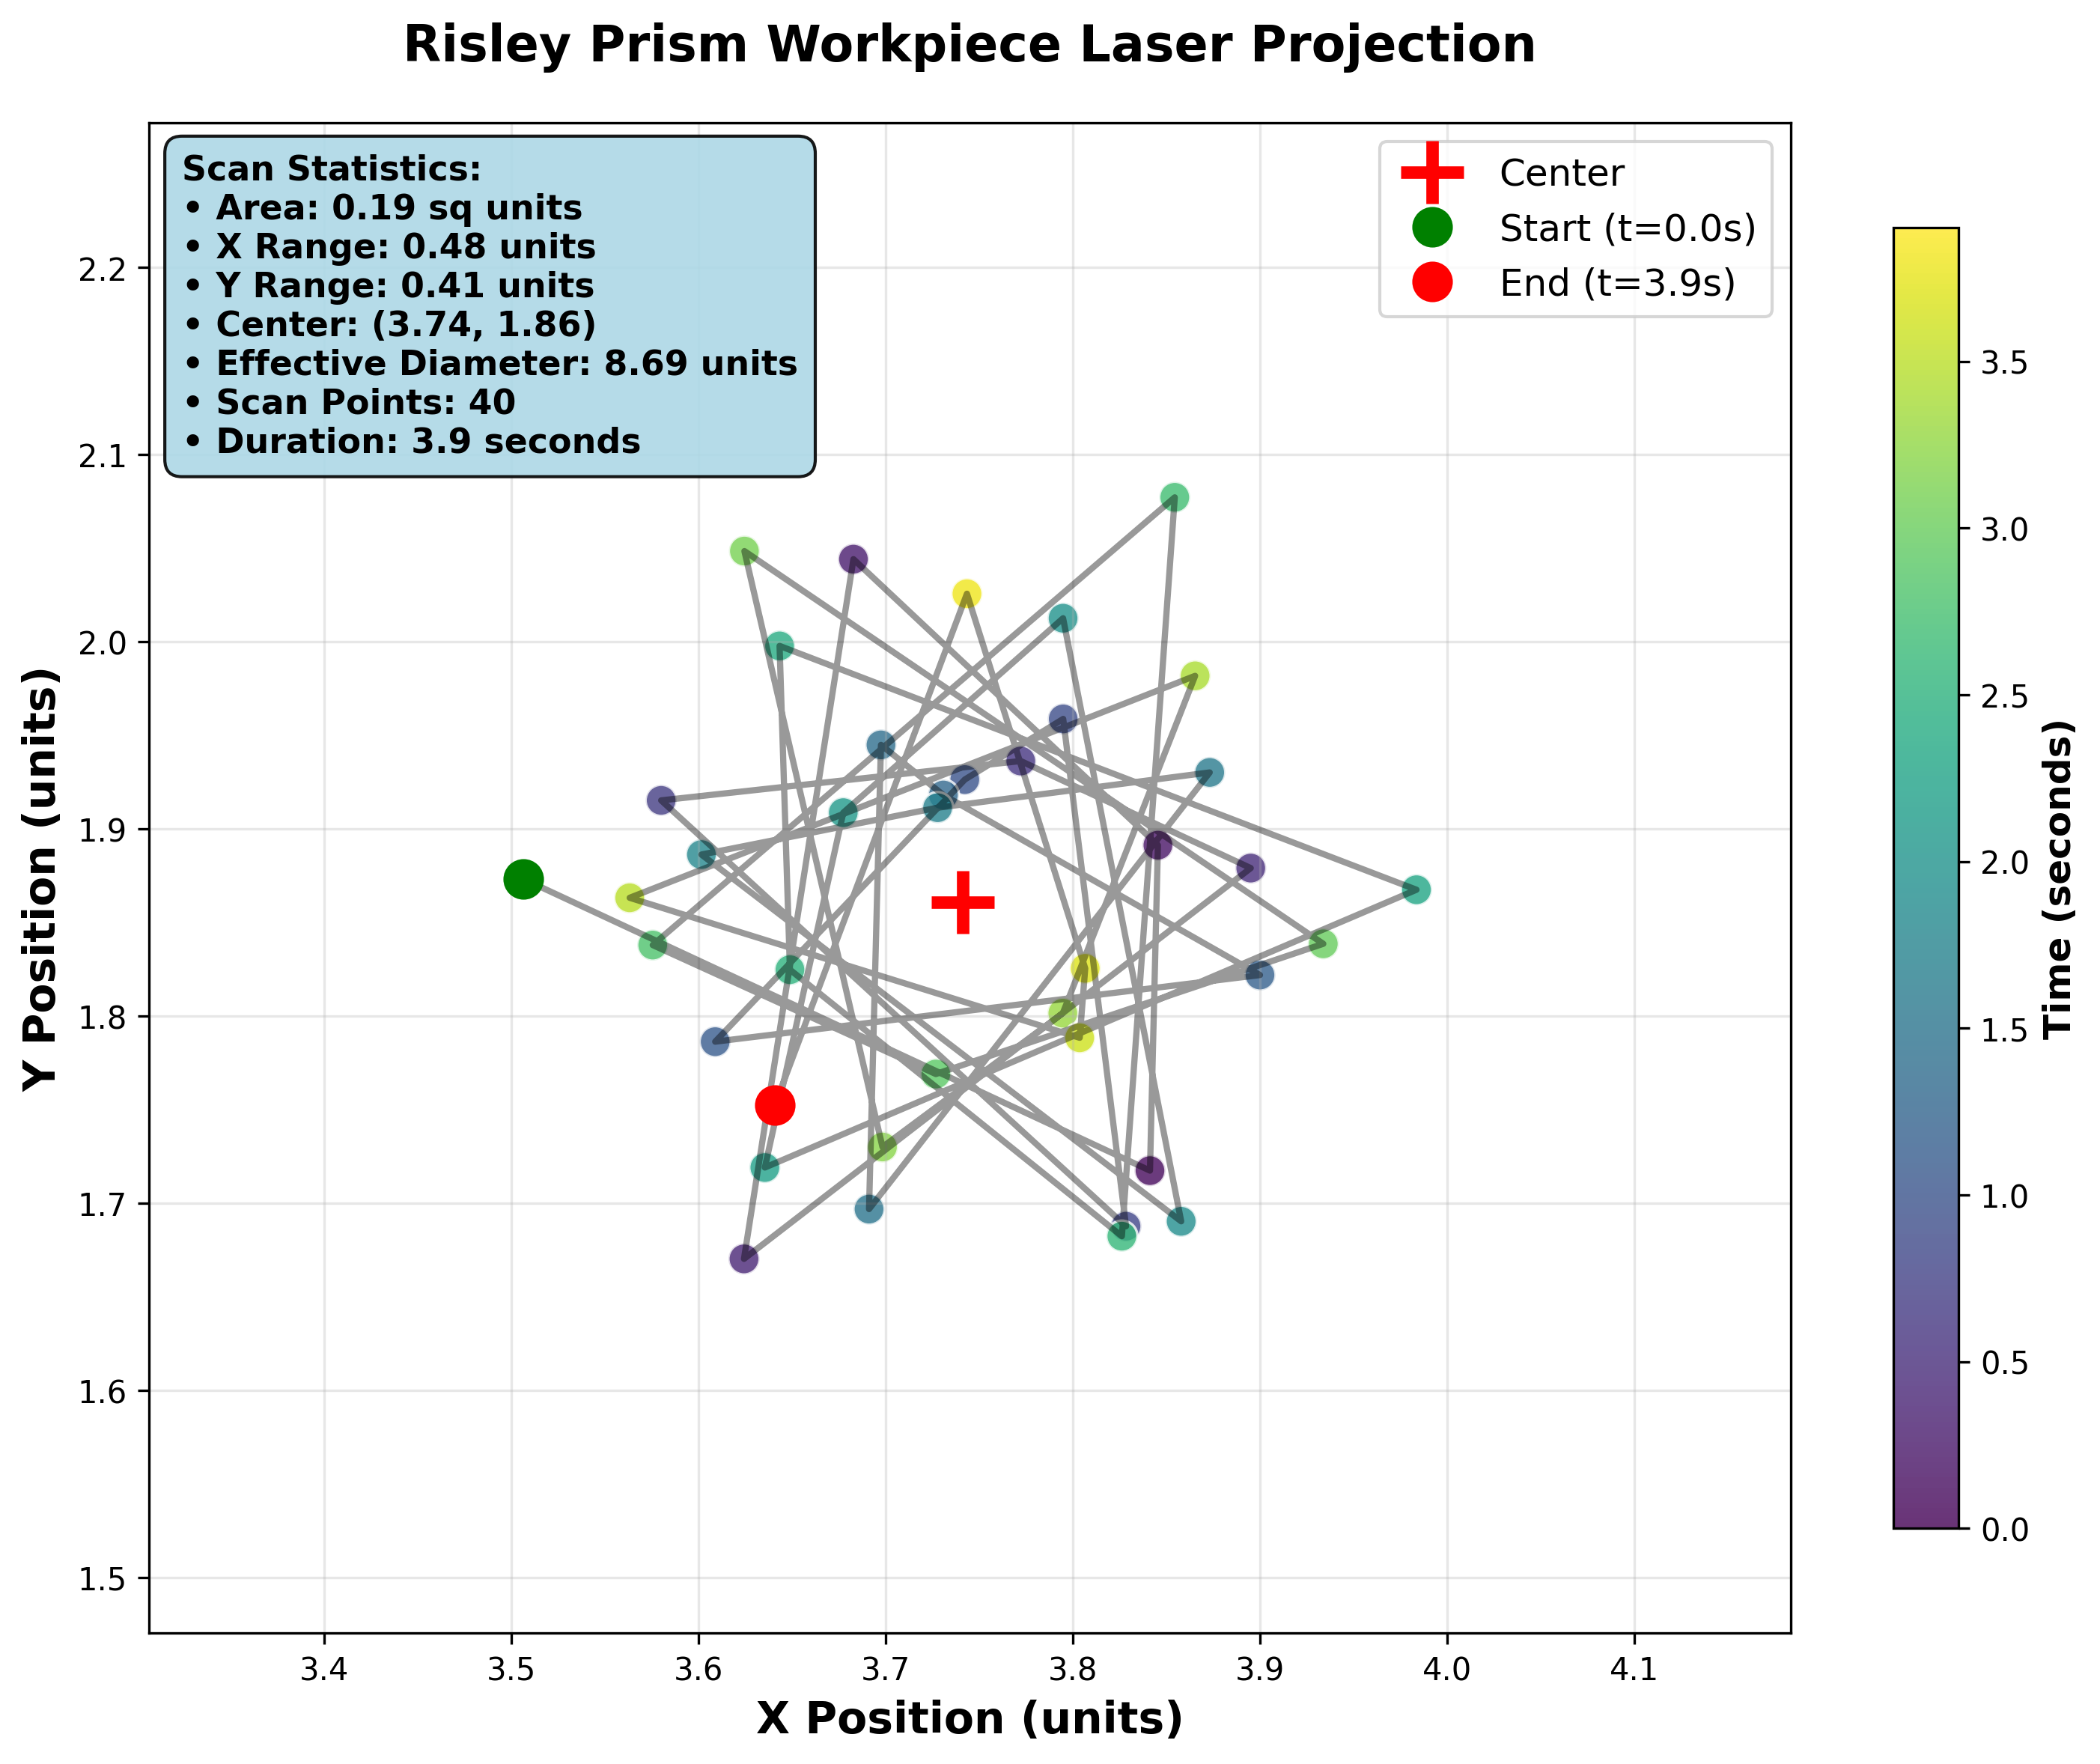 Risley Prism Workpiece Laser Projection
Scan Statistics:
• Area: 0.19 sq units
• X Range: 0.48 units
• Y Range: 0.41 units
• Center: (3.74, 1.86)
• Effective Diameter: 8.69 units
• Scan Points: 40
• Duration: 3.9 seconds
Center
Start (t=0.0s)
End (t=3.9s)
Y Position (units)
2.2
2.1
2.0
1.9
1.8
1.7
1.6
1.5
3.4
3.5
3.6
3.7
3.8
3.9
4.0
4.1
X Position (units)
3.5
3.0
2.5
2.0
1.5
1.0
0.5
0.0
Time (seconds)